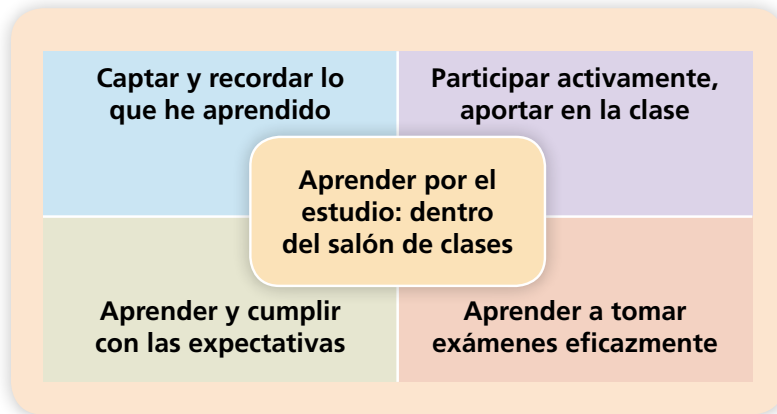 Captar y recordar lo
que he aprendido
Participar activamente,
aportar en la clase
Aprender por el
estudio: dentro
del salón de clases
Aprender y cumplir
con las expectativas
Aprender a tomar
exámenes eficazmente